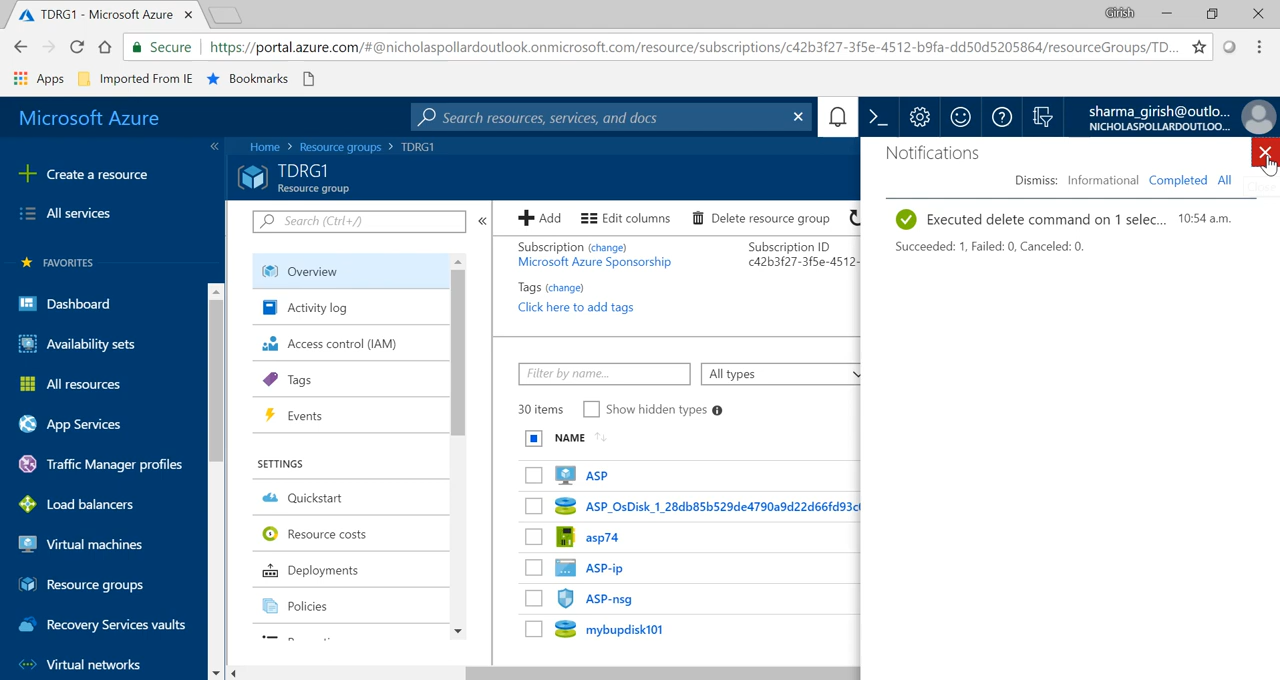 TDRG1 - Microsoft Azure
Girish
Secure
https://portal.azure.com/#@nicholaspollardoutlook.onmicrosoft.com/resource/subscriptions/c42b3f27-3f5e-4512-b9fa-dd50d5205864/resourceGroups/TD...
Apps
Imported From IE
Bookmarks
Microsoft Azure
Search resources, services, and docs
sharma_girish@outlo...
NICHOLASPOLLARDOUTLOO...
Create a resource
All services
FAVORITES
Dashboard
Availability sets
All resources
App Services
Traffic Manager profiles
Load balancers
Virtual machines
Resource groups
Recovery Services vaults
Virtual networks
Home > Resource groups > TDRG1
TDRG1
Resource group
Search (Ctrl+/)
Overview
Activity log
Access control (IAM)
Tags
Events
SETTINGS
Quickstart
Resource costs
Deployments
Policies
Add
Edit columns
Delete resource group
Subscription (change)
Microsoft Azure Sponsorship
Subscription ID
c42b3f27-3f5e-4512-
Tags (change)
Click here to add tags
Filter by name...
All types
30 items
Show hidden types
NAME
ASP
ASP_OsDisk_1_28db85b529de4790a9d22d66fd93c
asp74
ASP-ip
ASP-nsg
mybupdisk101
Notifications
Dismiss: Informational Completed All
Executed delete command on 1 selec... 10:54 a.m.
Succeeded: 1, Failed: 0, Canceled: 0.